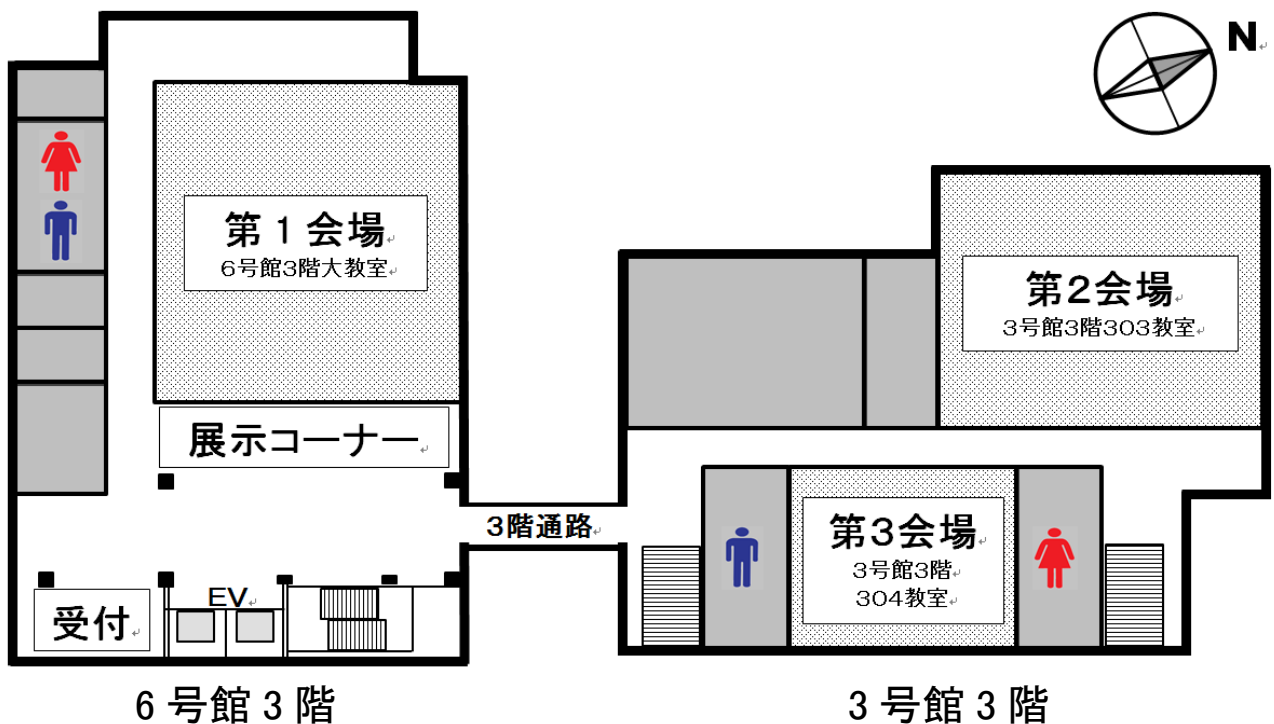 N
第1会場
6号館3階大教室
展示コーナー
3階通路
受付
EV
6号館3階
第2会場
3号館3階303教室
第3会場
3号館3階
304教室
3号館3階